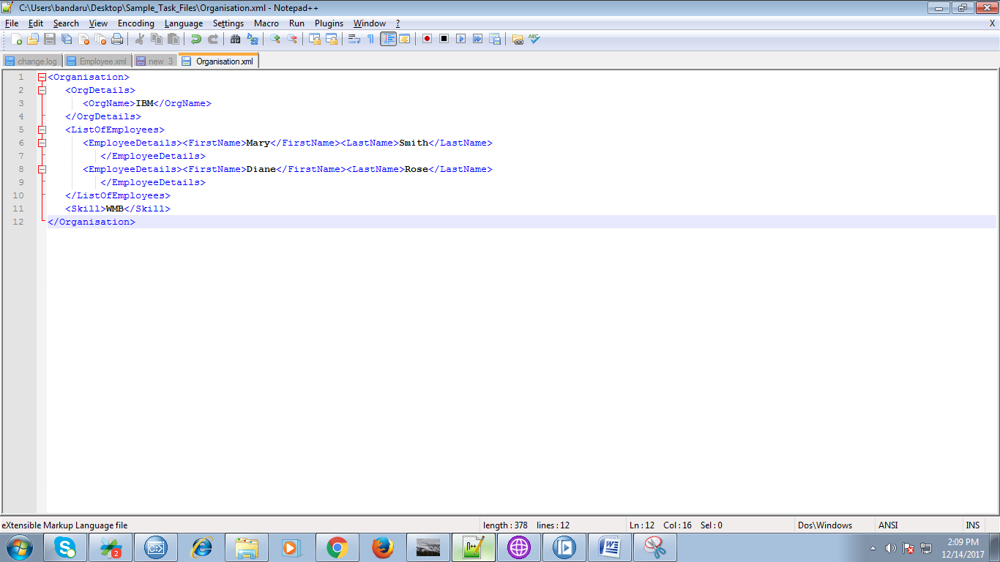 C:\Users\bandaru\Desktop\Sample_Task_Files\Organisation.xml - Notepad++
File Edit Search View Encoding Language Settings Macro Run Plugins Window ? X
change.log Employee.xml new 3 Organisation.xml
1 <Organisation>
2 <OrgDetails>
3 <OrgName>IBM</OrgName>
4 </OrgDetails>
5 <ListOfEmployees>
6 <EmployeeDetails><FirstName>Mary</FirstName><LastName>Smith</LastName>
7 </EmployeeDetails>
8 <EmployeeDetails><FirstName>Diane</FirstName><LastName>Rose</LastName>
9 </EmployeeDetails>
10 </ListOfEmployees>
11 <Skill>WMB</Skill>
12 </Organisation>
eXtensible Markup Language file length : 378 lines : 12 Ln : 12 Col : 16 Sel : 0 Dos\Windows ANSI INS
2
2:09 PM
12/14/2017